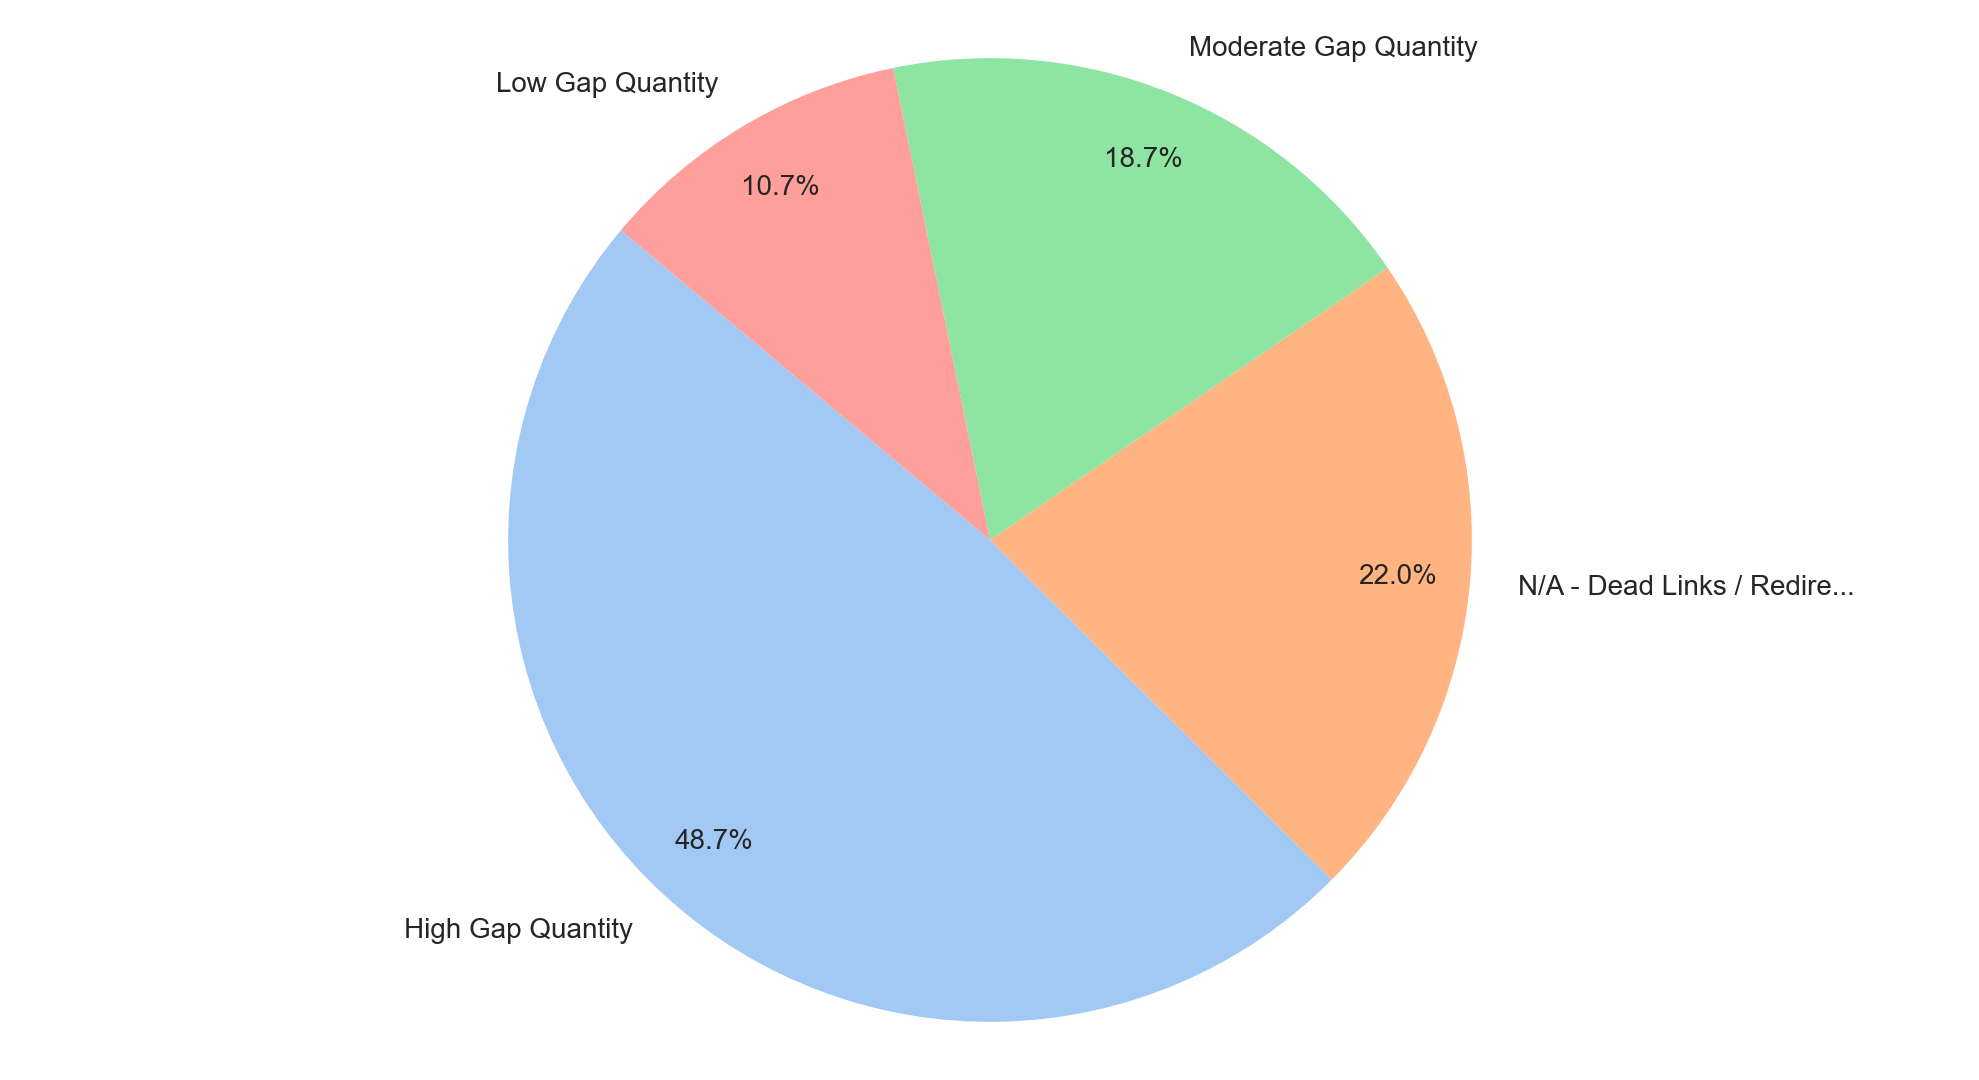 Moderate Gap Quantity
Low Gap Quantity
18.7%
10.7%
22.0%
N/A - Dead Links / Redire...
48.7%
High Gap Quantity